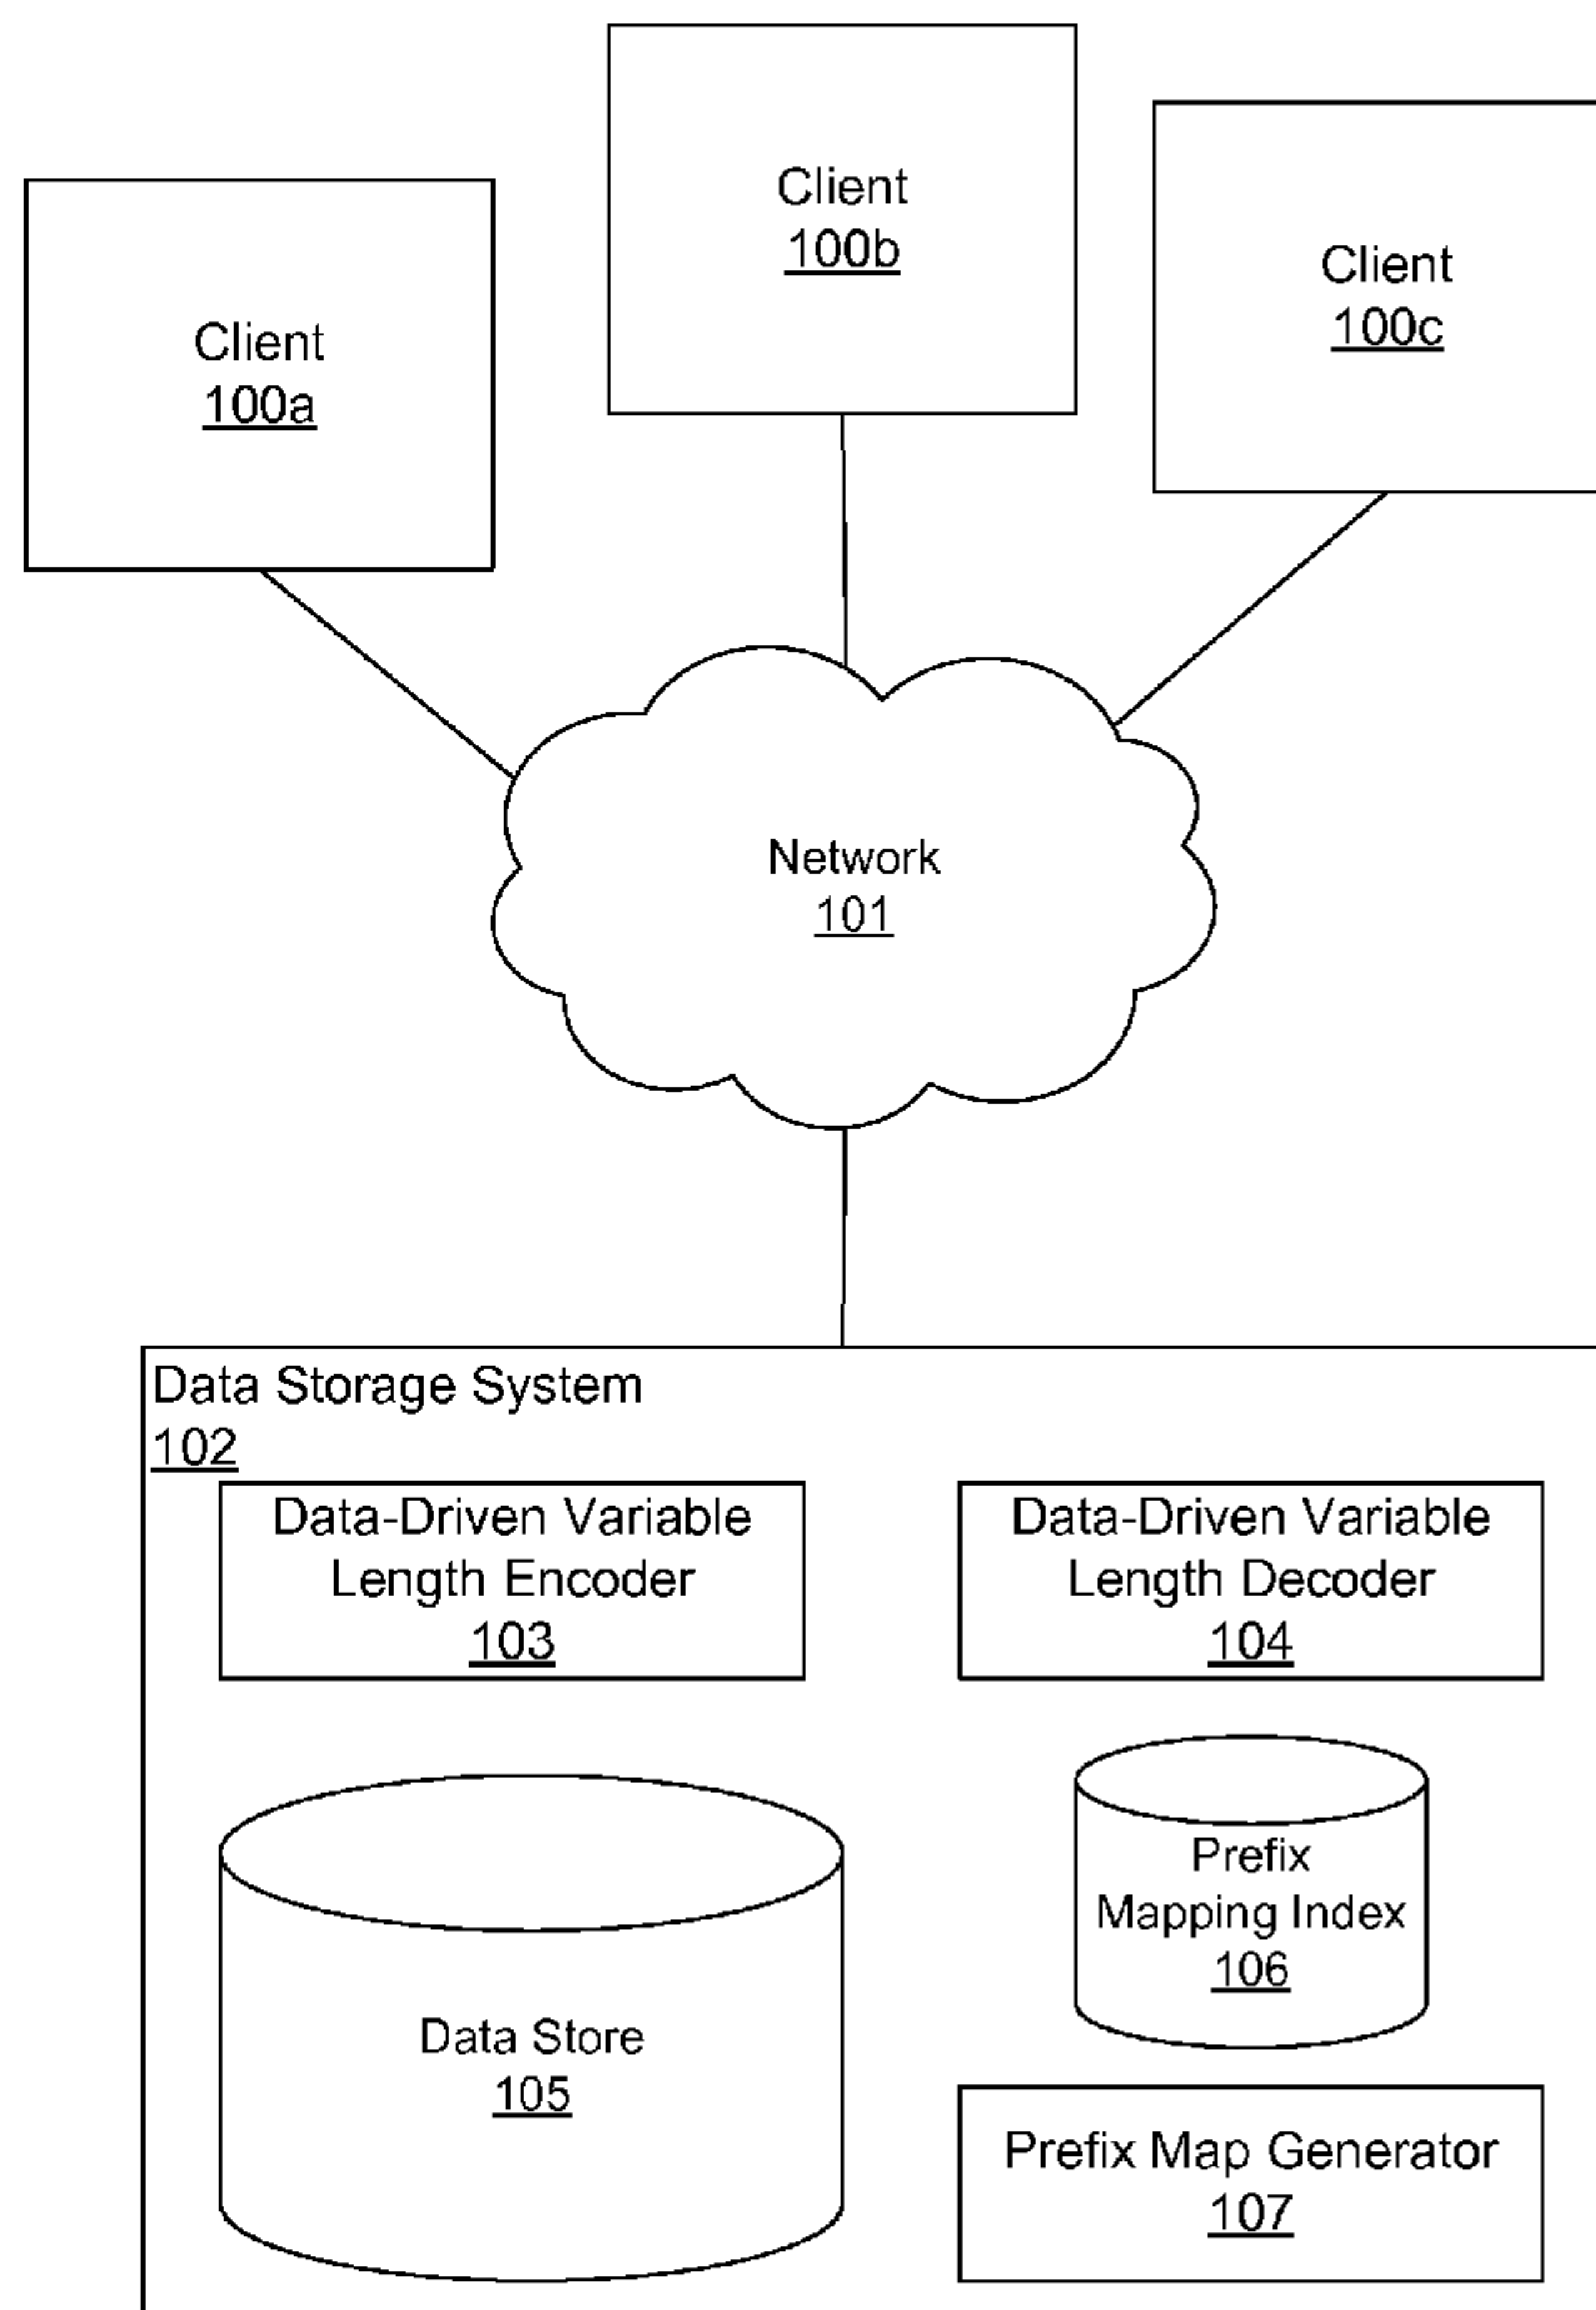 Client
100a
Client
100b
Client
100c
Network
101
Data Storage System
102
Data-Driven Variable
Length Encoder
103
Data-Driven Variable
Length Decoder
104
Data Store
105
Prefix
Mapping Index
106
Prefix Map Generator
107